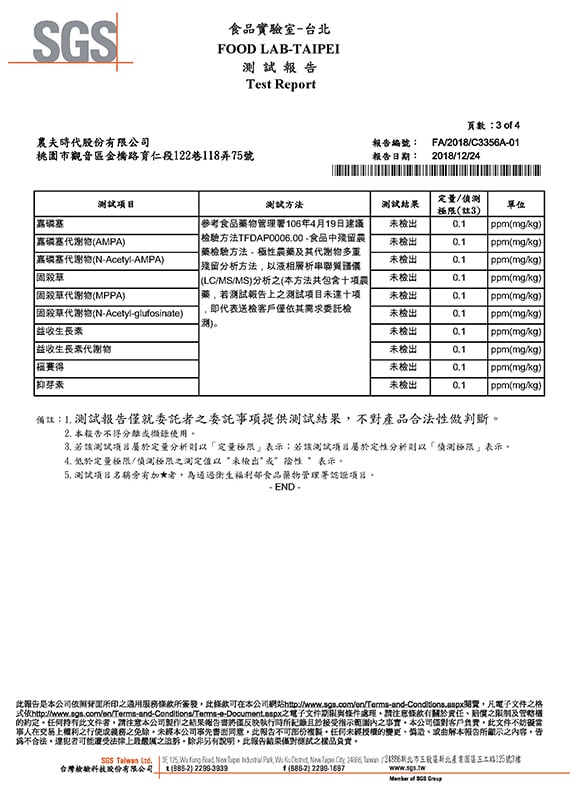 SGS
食品實驗室-台北
FOOD LAB-TAIPEI
測試報告
Test Report
頁數:3 of 4
農夫時代股份有限公司
桃園市觀音區金橋路育仁段122巷118弄75號
報告編號: FA/2018/C3356A-01
報告日期: 2018/12/24
測試項目 測試方法 測試結果 定量/偵測極限(註3) 單位
嘉磷塞 未檢出 0.1 ppm(mg/kg)
嘉磷塞代謝物(AMPA) 未檢出 0.1 ppm(mg/kg)
嘉磷塞代謝物(N-Acetyl-AMPA) 未檢出 0.1 ppm(mg/kg)
固殺草 未檢出 0.1 ppm(mg/kg)
固殺草代謝物(MPPA) 未檢出 0.1 ppm(mg/kg)
固殺草代謝物(N-Acetyl-glufosinate) 未檢出 0.1 ppm(mg/kg)
益收生長素 未檢出 0.1 ppm(mg/kg)
益收生長素代謝物 未檢出 0.1 ppm(mg/kg)
福賽得 未檢出 0.1 ppm(mg/kg)
抑芽素 未檢出 0.1 ppm(mg/kg)
參考食品藥物管理署106年4月19日建議
檢驗方法TFDAP0006.00 -食品中殘留農
藥檢驗方法-極性農藥及其代謝物多重
殘留分析方法,以液相層析串聯質譜儀
(LC/MS/MS)分析之(本方法共包含十項農
藥,若測試報告上之測試項目未達十項
,即代表送檢客戶僅依其需求委託檢
測)。
備註:1.測試報告僅就委託者之委託事項提供測試結果,不對產品合法性做判斷。
2.本報告不得分離或擷錄使用。
3.若該測試項目屬於定量分析則以「定量極限」表示;若該測試項目屬於定性分析則以「偵測極限」表示。
4.低於定量極限/偵測極限之測定值以 "未檢出"或" 陰性 " 表示。
5.測試項目名稱旁有加★者,為通過衛生福利部食品藥物管理署認證項目。
- END -
此報告是本公司依照背面所印之通用服務條款所簽發,此條款可在本公司網站http://www.sgs.com/en/Terms-and-Conditions.aspx閱覽,凡電子文件之格
式依http://www.sgs.com/en/Terms-and-Conditions/Terms-e-Document.aspx之電子文件期限與條件處理。請注意條款有關於責任、賠償之限制及管轄權
的約定。任何持有此文件者,請注意本公司製作之結果報告書將僅反映執行時所紀錄且於接受指示範圍內之事實。本公司僅對客戶負責,此文件不妨礙當
事人在交易上權利之行使或義務之免除。未經本公司事先書面同意,此報告不可部份複製。任何未經授權的變更、偽造、或曲解本報告所顯示之內容,皆
為不合法,違犯者可能遭受法律上最嚴厲之追訴。除非另有說明,此報告結果僅對測試之樣品負責。
SGS Taiwan Ltd.
台灣檢驗科技股份有限公司
125, Wu Kung Road, New Taipei Industrial Park, Wu Ku District, New Taipei City, 24886, Taiwan / 24886新北市五股區新北產業園區五工路125號
t (886-2) 2299-3939 f (886-2) 2299-1687 www.sgs.tw
Member of SGS Group